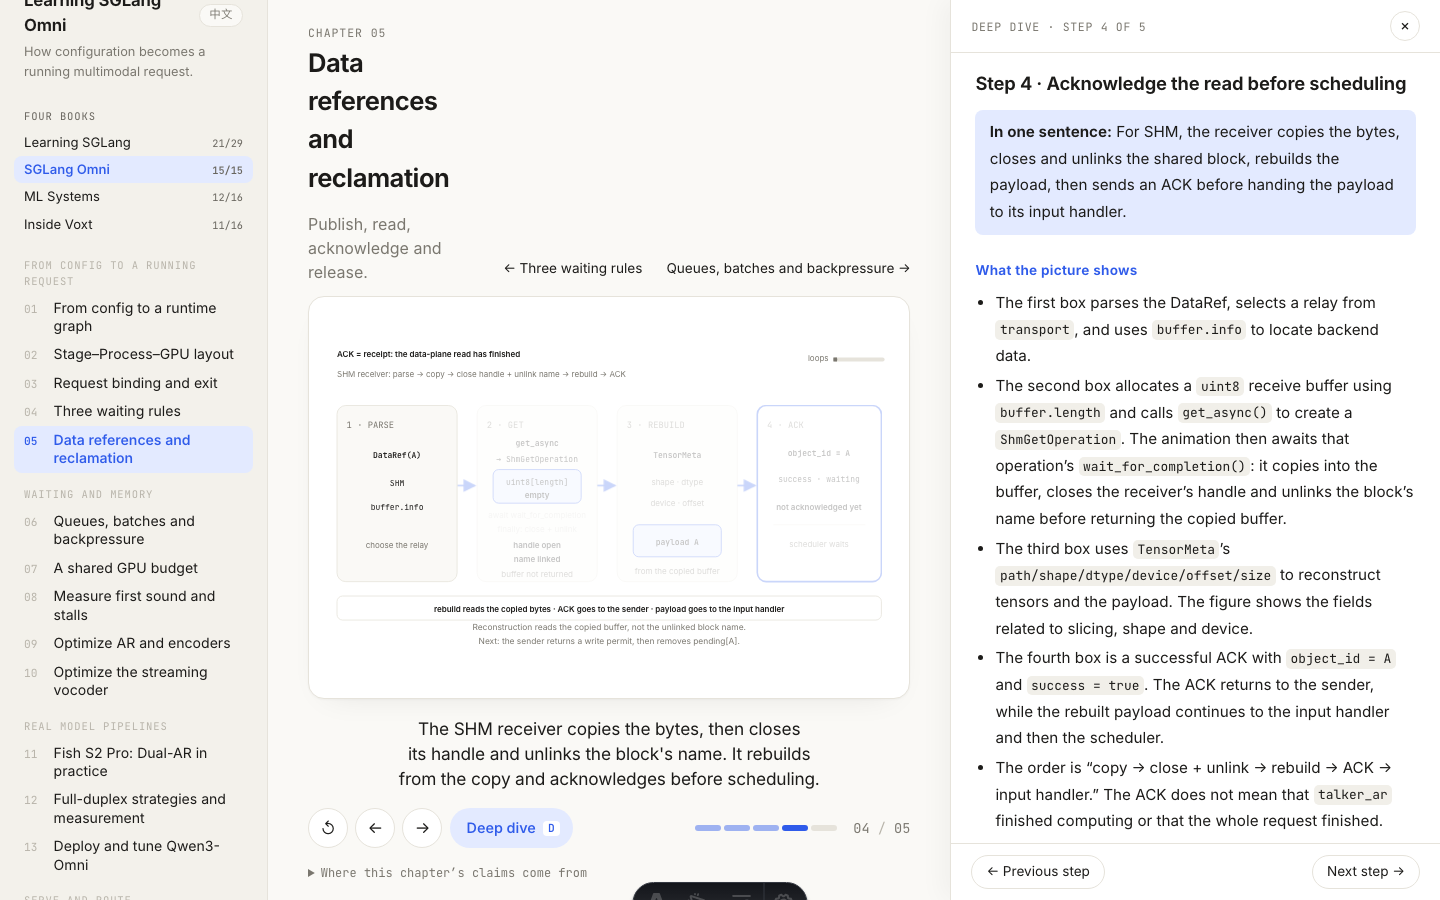 Learning SGLang
Omni
中文
How configuration becomes a
running multimodal request.
FOUR BOOKS
Learning SGLang 21/29
SGLang Omni 15/15
ML Systems 12/16
Inside Voxt 11/16
FROM CONFIG TO A RUNNING
REQUEST
01 From config to a runtime
graph
02 Stage–Process–GPU layout
03 Request binding and exit
04 Three waiting rules
05 Data references and
reclamation
WAITING AND MEMORY
06 Queues, batches and
backpressure
07 A shared GPU budget
08 Measure first sound and
stalls
09 Optimize AR and encoders
10 Optimize the streaming
vocoder
REAL MODEL PIPELINES
11 Fish S2 Pro: Dual-AR in
practice
12 Full-duplex strategies and
measurement
13 Deploy and tune Qwen3-
Omni
SERVE AND ROUTE
CHAPTER 05
Data
references
and
reclamation
Publish, read,
acknowledge and
release.
← Three waiting rules
Queues, batches and backpressure →
ACK = receipt: the data-plane read has finished
SHM receiver: parse → copy → close handle + unlink name → rebuild → ACK
loops
1 · PARSE
DataRef(A)
SHM
buffer.info
choose the relay
2 · GET
get_async
→ ShmGetOperation
uint8[length]
empty
handle open
name linked
buffer not returned
3 · REBUILD
TensorMeta
shape · dtype
device · offset
payload A
from the copied buffer
4 · ACK
object_id = A
success · waiting
not acknowledged yet
scheduler waits
rebuild reads the copied bytes · ACK goes to the sender · payload goes to the input handler
Reconstruction reads the copied buffer, not the unlinked block name.
Next: the sender returns a write permit, then removes pending[A].
The SHM receiver copies the bytes, then closes
its handle and unlinks the block's name. It rebuilds
from the copy and acknowledges before scheduling.
← → Deep dive D
04 / 05
▶ Where this chapter’s claims come from
DEEP DIVE · STEP 4 OF 5
×
Step 4 · Acknowledge the read before scheduling
In one sentence: For SHM, the receiver copies the bytes,
closes and unlinks the shared block, rebuilds the
payload, then sends an ACK before handing the payload
to its input handler.
What the picture shows
• The first box parses the DataRef, selects a relay from
transport, and uses buffer.info to locate backend
data.
• The second box allocates a uint8 receive buffer using
buffer.length and calls get_async() to create a
ShmGetOperation. The animation then awaits that
operation’s wait_for_completion(): it copies into the
buffer, closes the receiver’s handle and unlinks the block’s
name before returning the copied buffer.
• The third box uses TensorMeta’s
path/shape/dtype/device/offset/size to reconstruct
tensors and the payload. The figure shows the fields
related to slicing, shape and device.
• The fourth box is a successful ACK with object_id = A
and success = true. The ACK returns to the sender,
while the rebuilt payload continues to the input handler
and then the scheduler.
• The order is “copy → close + unlink → rebuild → ACK →
input handler.” The ACK does not mean that talker_ar
finished computing or that the whole request finished.
← Previous step
Next step →